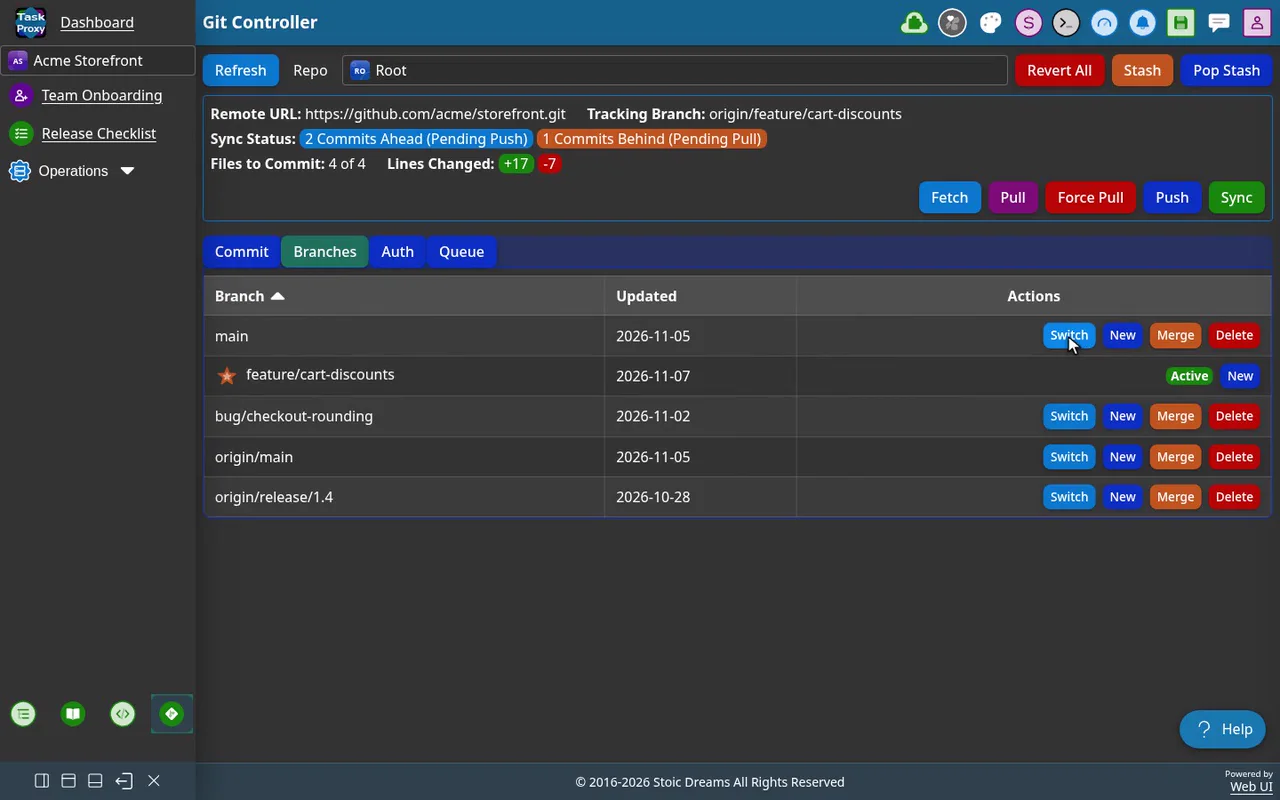 Task
Proxy
Dashboard
Git Controller
S
AS
Acme Storefront
Refresh
Repo
RO
Root
Revert All
Stash
Pop Stash
Team Onboarding
Release Checklist
Operations
Remote URL: https://github.com/acme/storefront.git Tracking Branch: origin/feature/cart-discounts
Sync Status: 2 Commits Ahead (Pending Push) 1 Commits Behind (Pending Pull)
Files to Commit: 4 of 4 Lines Changed: +17 -7
Fetch Pull Force Pull Push Sync
Commit Branches Auth Queue
Branch Updated Actions
main 2026-11-05 Switch New Merge Delete
feature/cart-discounts 2026-11-07 Active New
bug/checkout-rounding 2026-11-02 Switch New Merge Delete
origin/main 2026-11-05 Switch New Merge Delete
origin/release/1.4 2026-10-28 Switch New Merge Delete
? Help
© 2016-2026 Stoic Dreams All Rights Reserved
Powered by
Web UI